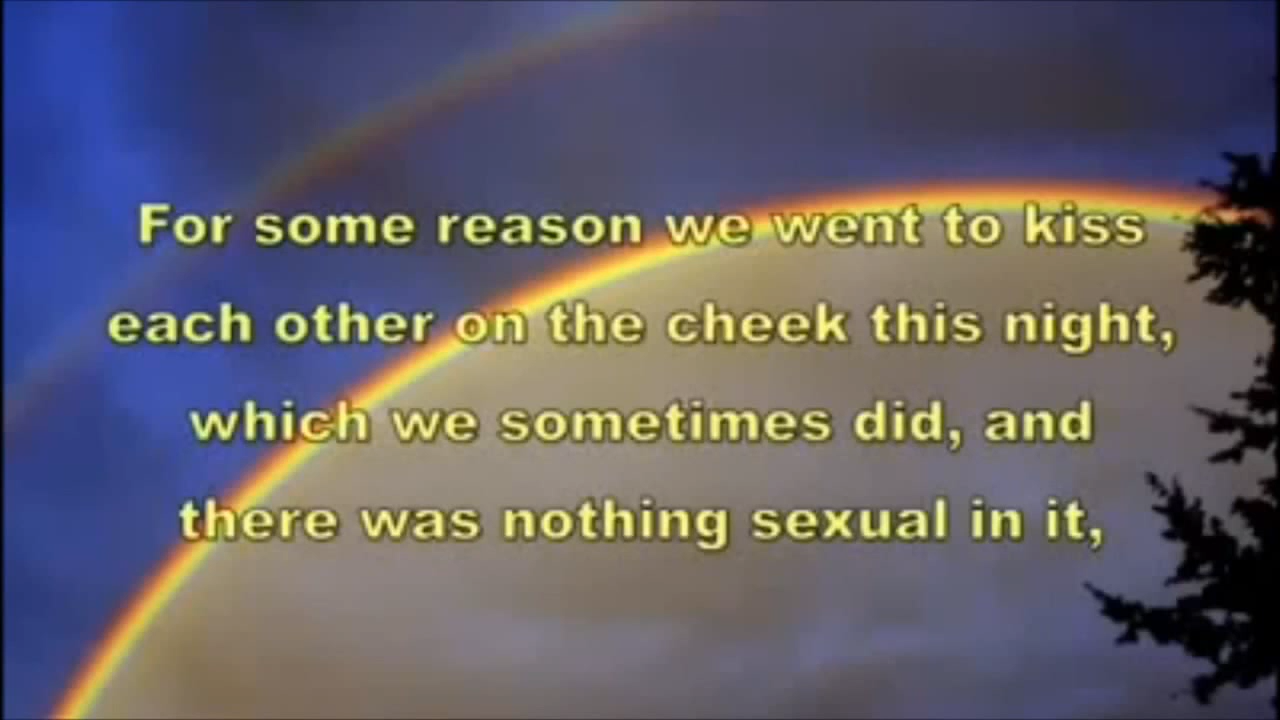 For some reason we went to kiss
each other on the cheek this night,
which we sometimes did, and
there was nothing sexual in it,